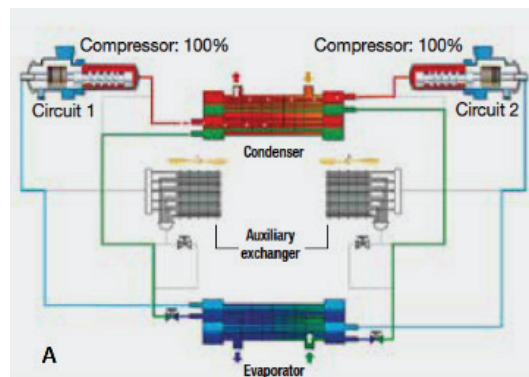 Compressor: 100%
Compressor: 100%
Circuit 1
Circuit 2
Condenser
Auxiliary
exchanger
A
Evaporator